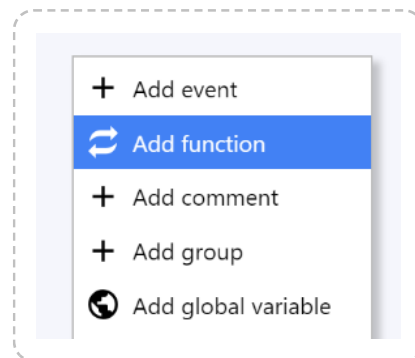 Add event
Add function
Add comment
Add group
Add global variable